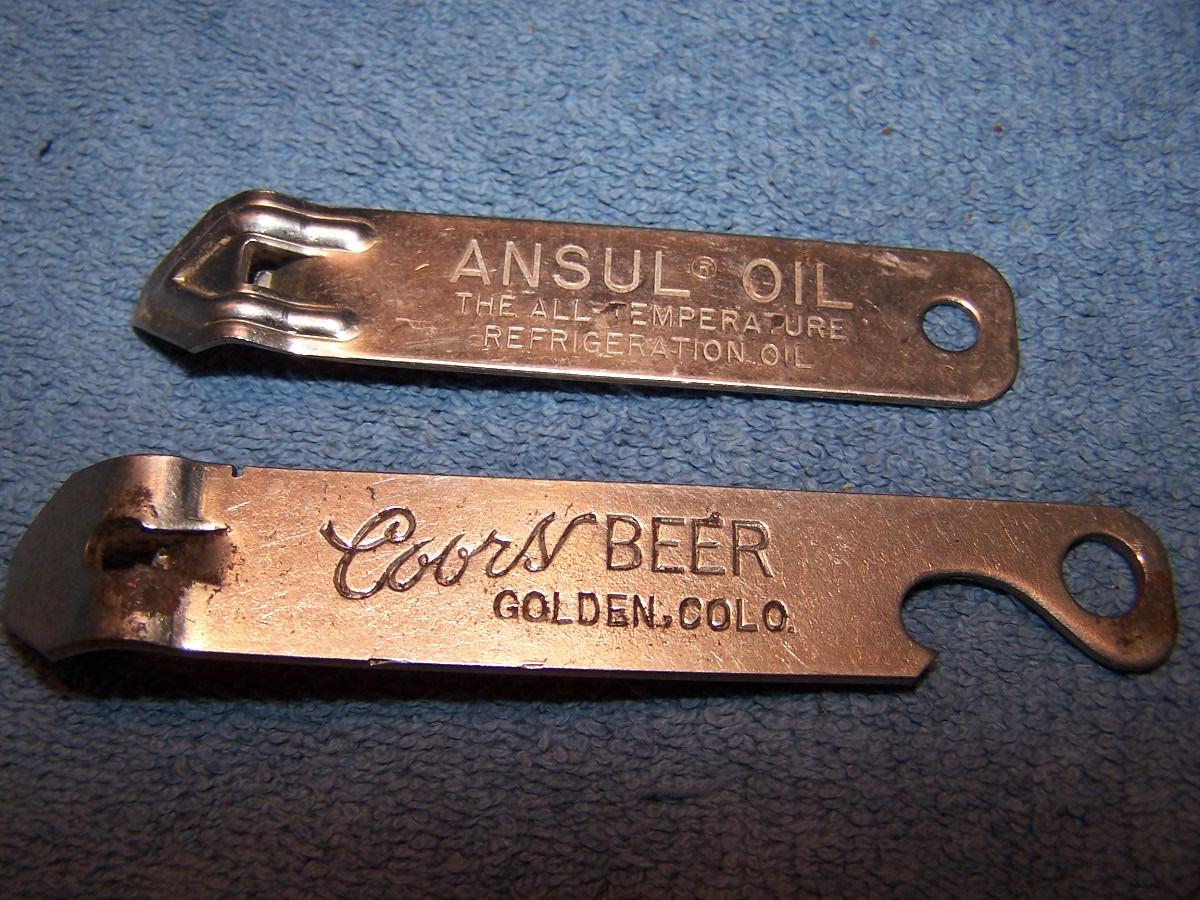 ANSUL® OIL
THE ALL-TEMPERATURE
REFRIGERATION OIL
Coors BEER
GOLDEN, COLO.